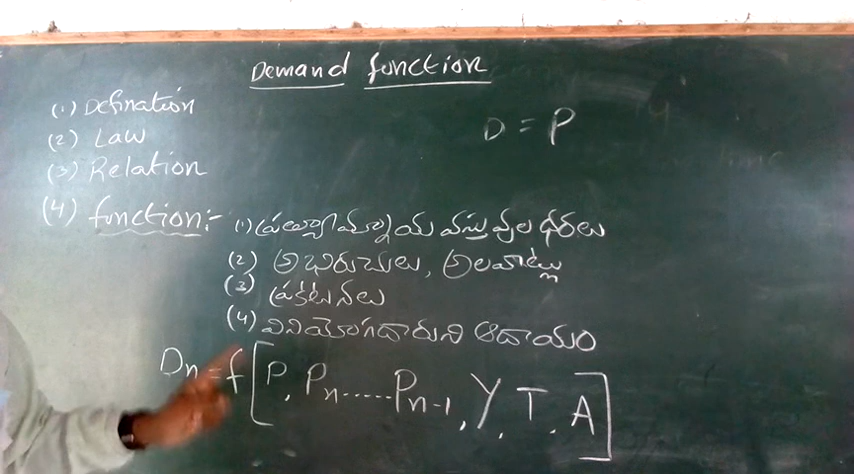 Demand function
(1) Defination
D = P
(2) Law
(3) Relation
(4) function:-
(1) ప్రత్యామ్నాయ వస్తువుల ధరలు
(2) అభిరుచులు, అలవాట్లు
(3) ప్రకటనలు
(4) వినియోగదారుని ఆదాయం
Dn = f [P, Pn.....Pn-1, Y, T, A]